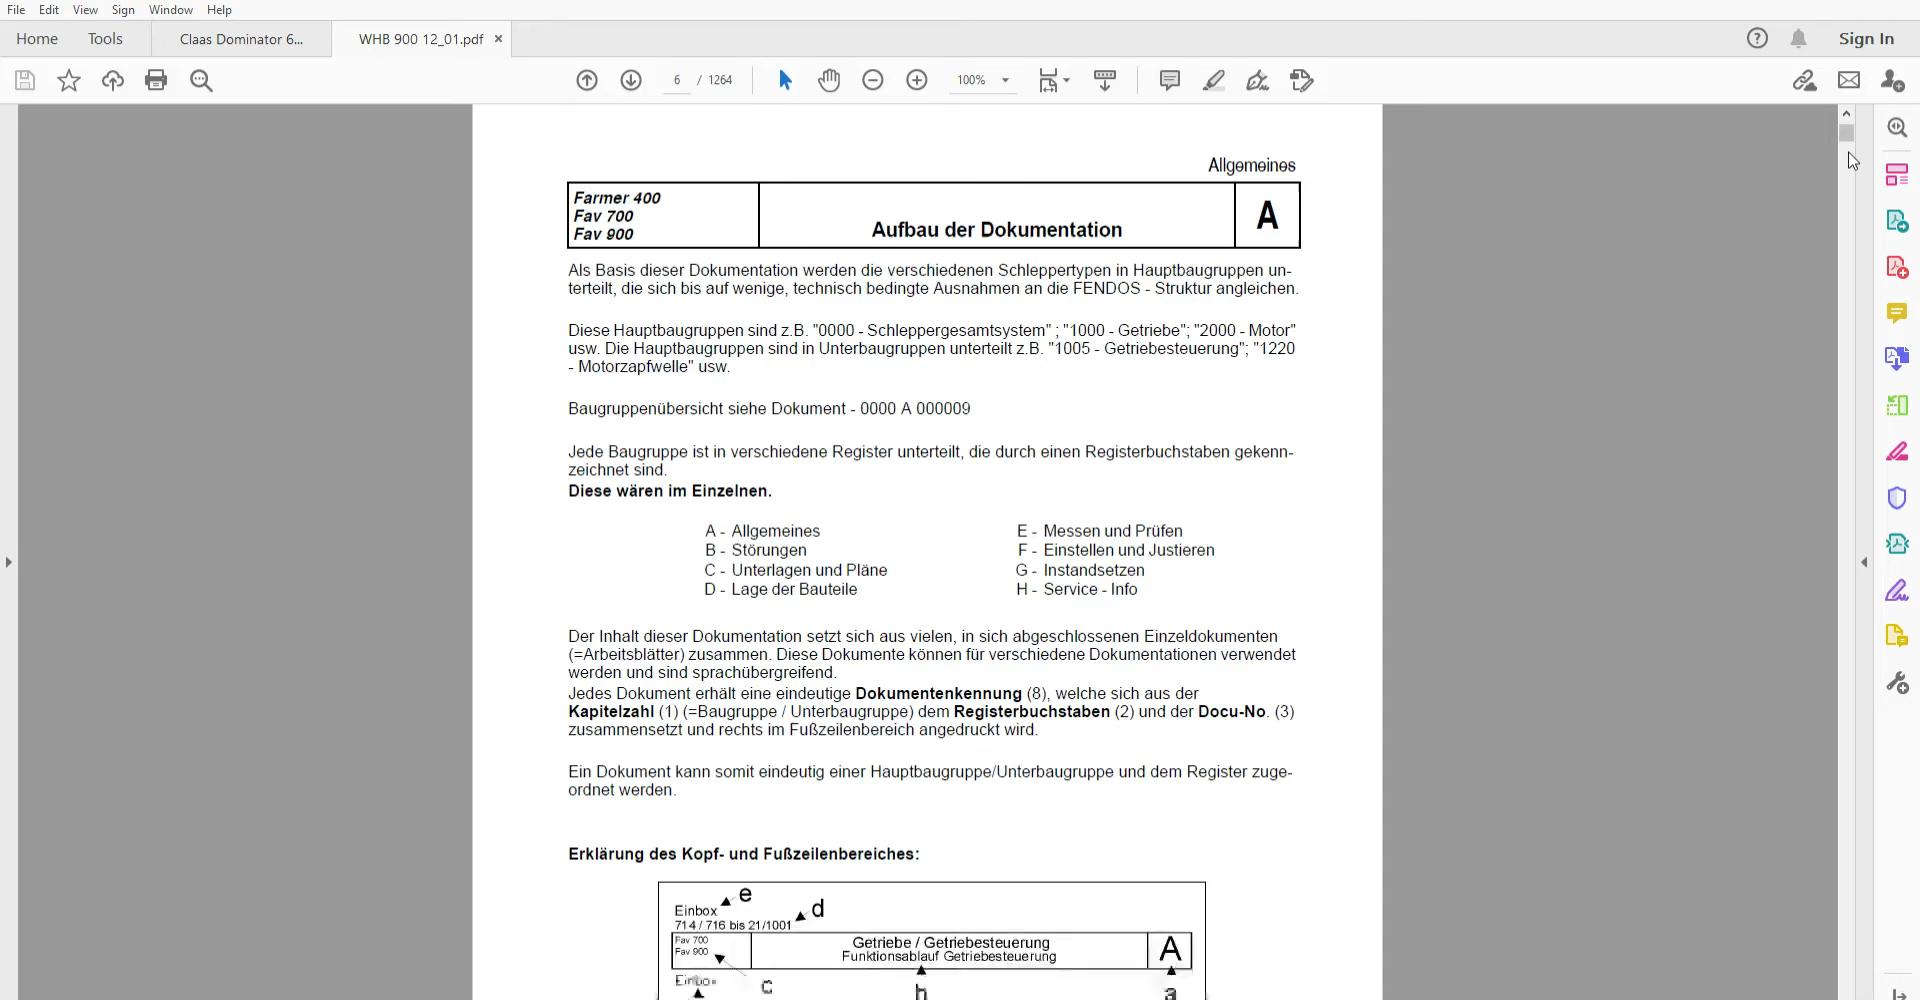 File Edit View Sign Window Help
Home Tools Claas Dominator 6... WHB 900 12_01.pdf × Sign In
6 / 1264 100%
Allgemeines
Farmer 400
Fav 700
Fav 900
Aufbau der Dokumentation
A
Als Basis dieser Dokumentation werden die verschiedenen Schleppertypen in Hauptbaugruppen un-
terteilt, die sich bis auf wenige, technisch bedingte Ausnahmen an die FENDOS - Struktur angleichen.
Diese Hauptbaugruppen sind z.B. "0000 - Schleppergesamtsystem" ; "1000 - Getriebe"; "2000 - Motor"
usw. Die Hauptbaugruppen sind in Unterbaugruppen unterteilt z.B. "1005 - Getriebesteuerung"; "1220
- Motorzapfwelle" usw.
Baugruppenübersicht siehe Dokument - 0000 A 000009
Jede Baugruppe ist in verschiedene Register unterteilt, die durch einen Registerbuchstaben gekenn-
zeichnet sind.
Diese wären im Einzelnen.
A - Allgemeines E - Messen und Prüfen
B - Störungen F - Einstellen und Justieren
C - Unterlagen und Pläne G - Instandsetzen
D - Lage der Bauteile H - Service - Info
Der Inhalt dieser Dokumentation setzt sich aus vielen, in sich abgeschlossenen Einzeldokumenten
(=Arbeitsblätter) zusammen. Diese Dokumente können für verschiedene Dokumentationen verwendet
werden und sind sprachübergreifend.
Jedes Dokument erhält eine eindeutige Dokumentenkennung (8), welche sich aus der
Kapitelzahl (1) (=Baugruppe / Unterbaugruppe) dem Registerbuchstaben (2) und der Docu-No. (3)
zusammensetzt und rechts im Fußzeilenbereich angedruckt wird.
Ein Dokument kann somit eindeutig einer Hauptbaugruppe/Unterbaugruppe und dem Register zuge-
ordnet werden.
Erklärung des Kopf- und Fußzeilenbereiches:
e
Einbox
d
714 / 716 bis 21/1001
Fav 700
Fav 900
Getriebe / Getriebesteuerung
Funktionsablauf Getriebesteuerung
A
c